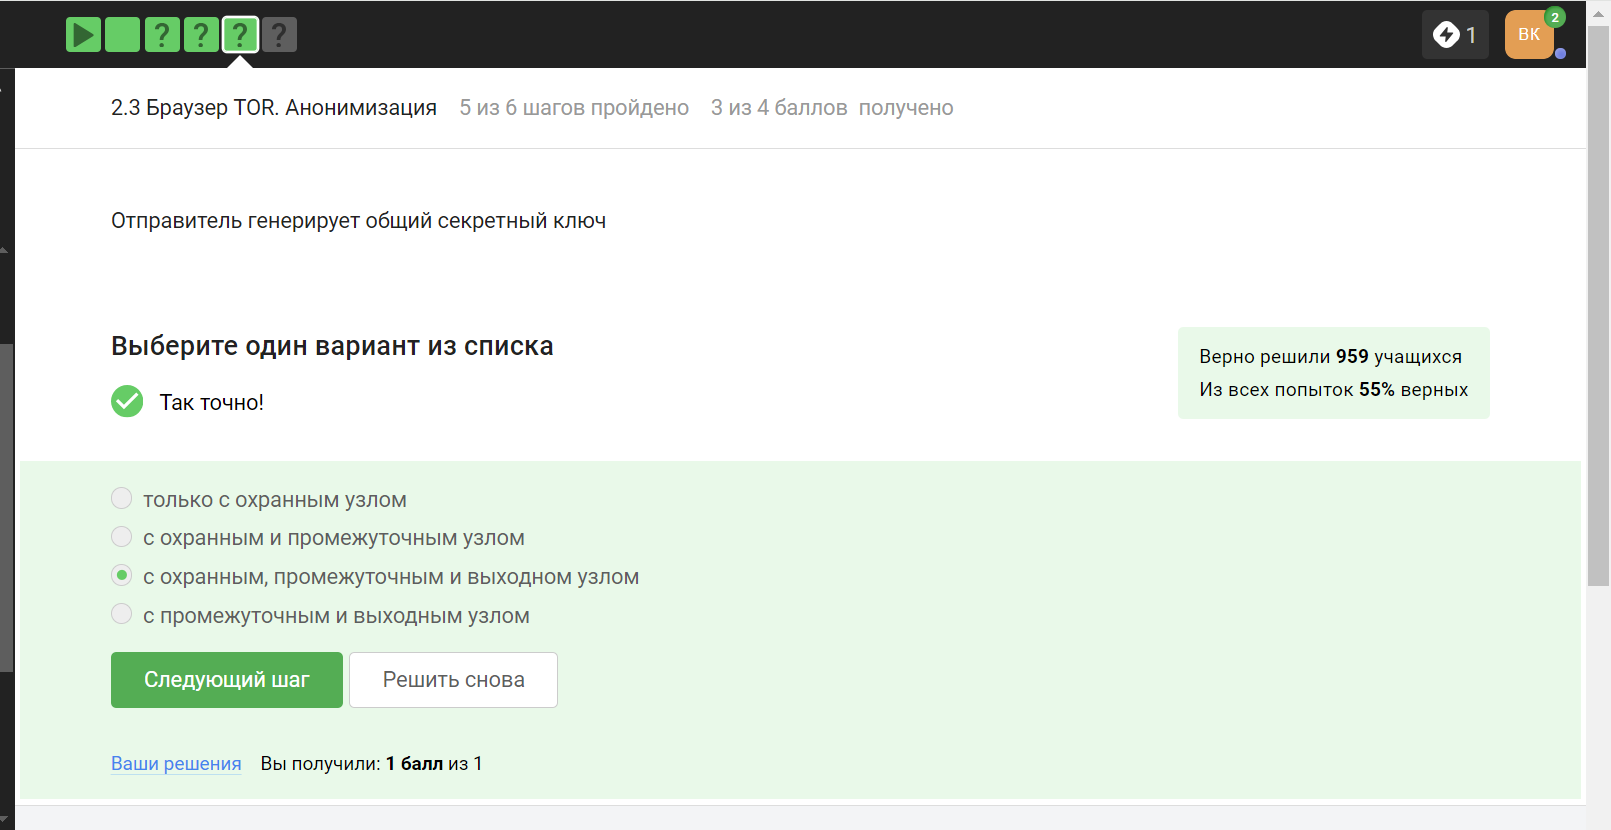 ? ? ? ?
1
ВК
2
2.3 Браузер TOR. Анонимизация 5 из 6 шагов пройдено 3 из 4 баллов получено
Отправитель генерирует общий секретный ключ
Выберите один вариант из списка
Так точно!
Верно решили 959 учащихся
Из всех попыток 55% верных
только с охранным узлом
с охранным и промежуточным узлом
с охранным, промежуточным и выходном узлом
с промежуточным и выходным узлом
Следующий шаг
Решить снова
Ваши решения Вы получили: 1 балл из 1